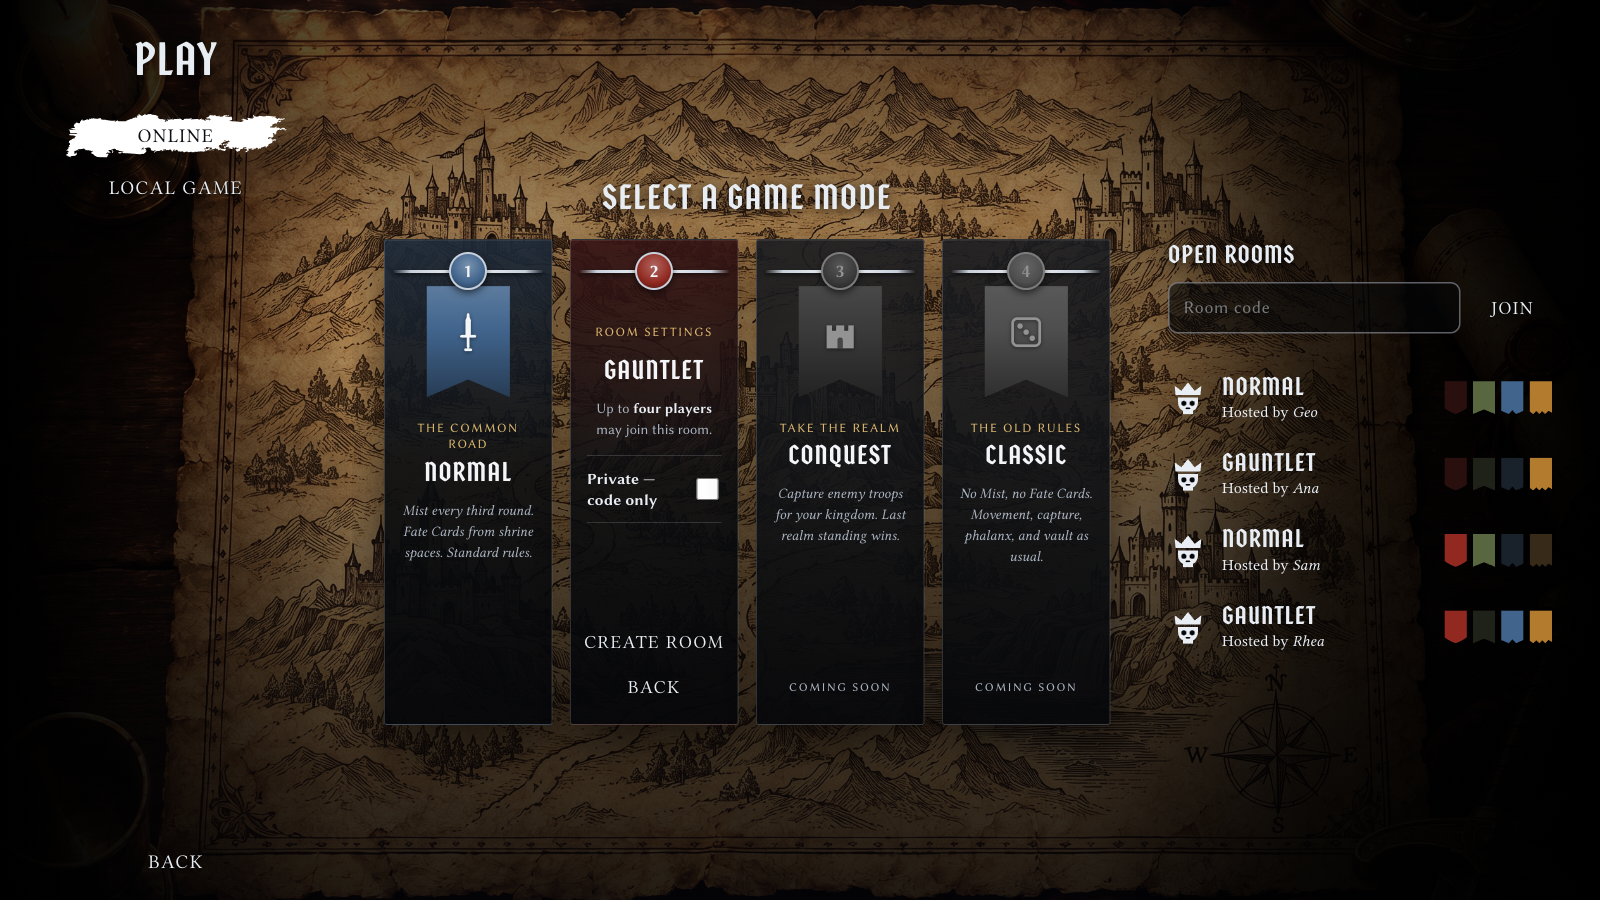 PLAY
ONLINE
LOCAL GAME
SELECT A GAME MODE
1
THE COMMON
ROAD
NORMAL
Mist every third round.
Fate Cards from shrine
spaces. Standard rules.
2
ROOM SETTINGS
GAUNTLET
Up to four players
may join this room.
Private —
code only
CREATE ROOM
BACK
3
TAKE THE REALM
CONQUEST
Capture enemy troops
for your kingdom. Last
realm standing wins.
COMING SOON
4
THE OLD RULES
CLASSIC
No Mist, no Fate Cards.
Movement, capture,
phalanx, and vault as
usual.
COMING SOON
OPEN ROOMS
Room code
JOIN
NORMAL
Hosted by Geo
GAUNTLET
Hosted by Ana
NORMAL
Hosted by Sam
GAUNTLET
Hosted by Rhea
N
W
E
S
BACK